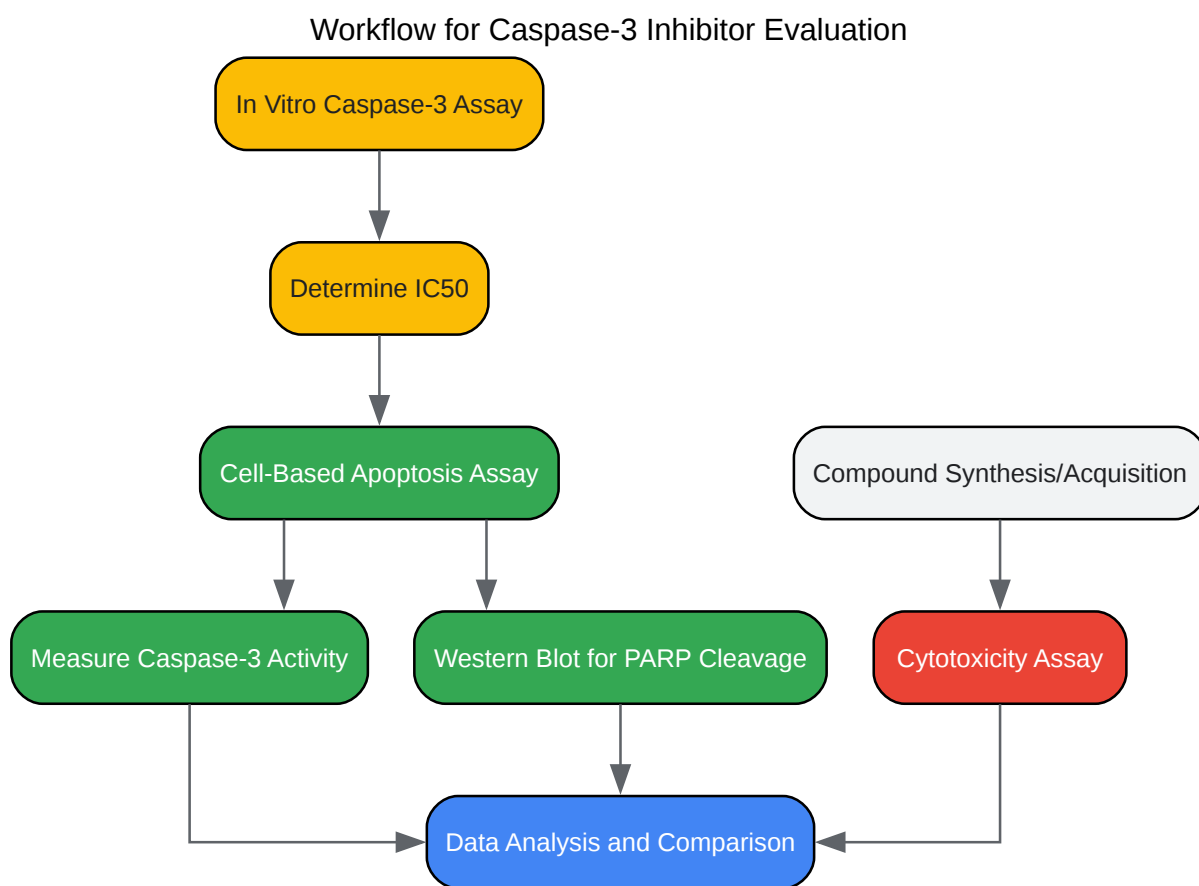 Workflow for Caspase-3 Inhibitor Evaluation
In Vitro Caspase-3 Assay
Determine IC50
Cell-Based Apoptosis Assay
Compound Synthesis/Acquisition
Measure Caspase-3 Activity
Western Blot for PARP Cleavage
Cytotoxicity Assay
Data Analysis and Comparison